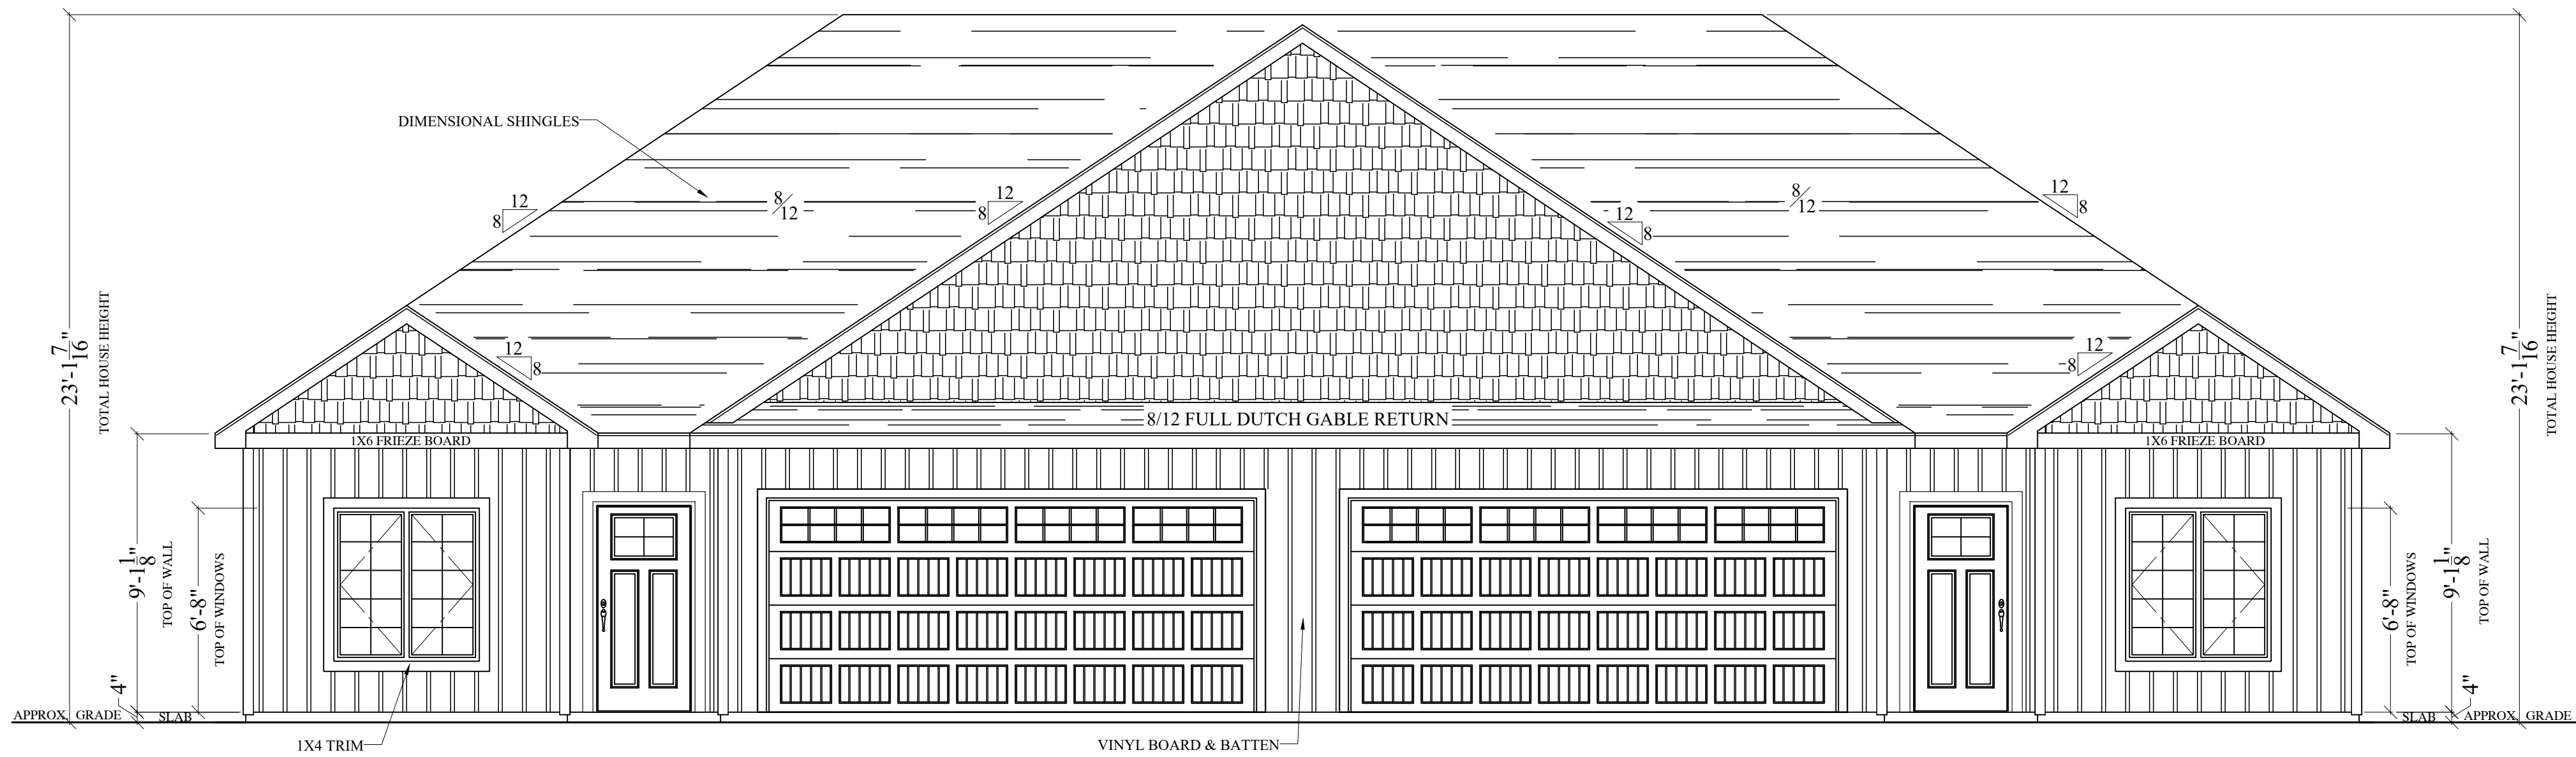 DIMENSIONAL SHINGLES
12
8
8/12
12
8
12
8
8/12
12
8
12
8
12
8
23'-1 7/16"
TOTAL HOUSE HEIGHT
23'-1 7/16"
TOTAL HOUSE HEIGHT
8/12 FULL DUTCH GABLE RETURN
1X6 FRIEZE BOARD
1X6 FRIEZE BOARD
9'-1 1/8"
TOP OF WALL
6'-8"
TOP OF WINDOWS
6'-8"
TOP OF WINDOWS
9'-1 1/8"
TOP OF WALL
4"
4"
APPROX. GRADE
SLAB
SLAB
APPROX. GRADE
1X4 TRIM
VINYL BOARD & BATTEN